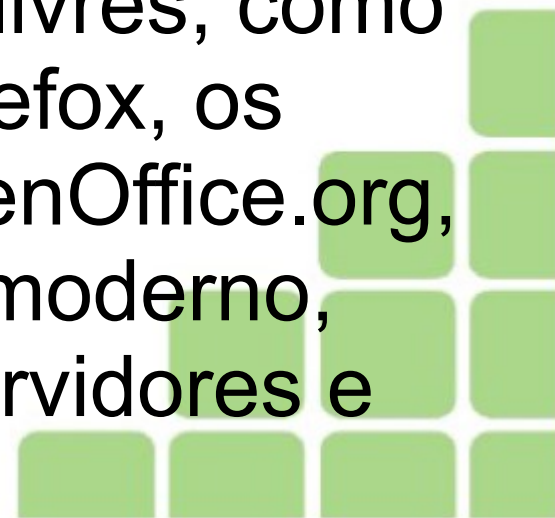 livres, como
efox, os
enOffice.org,
moderno,
rvidores e